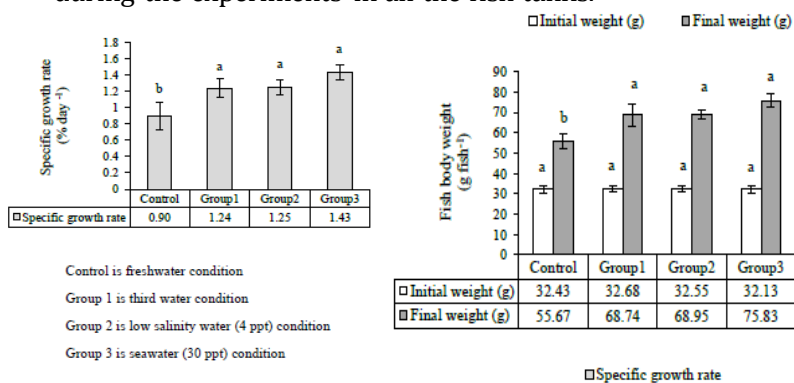 during the experiments in all the fish tanks.
□Initial weight (g) ■Final weight (g)
Specific growth rate
(% day⁻¹)
1.8
1.6
1.4
1.2
1
0.8
0.6
0.4
0.2
0
b
a
a
a
Control Group1 Group2 Group3
□Specific growth rate 0.90 1.24 1.25 1.43
Control is freshwater condition
Group 1 is third water condition
Group 2 is low salinity water (4 ppt) condition
Group 3 is seawater (30 ppt) condition
Fish body weight
(g fish⁻¹)
90
80
70
60
50
40
30
20
10
0
a
b
a
a
a
a
a
a
Control Group1 Group2 Group3
□Initial weight (g) 32.43 32.68 32.55 32.13
■Final weight (g) 55.67 68.74 68.95 75.83
□Specific growth rate